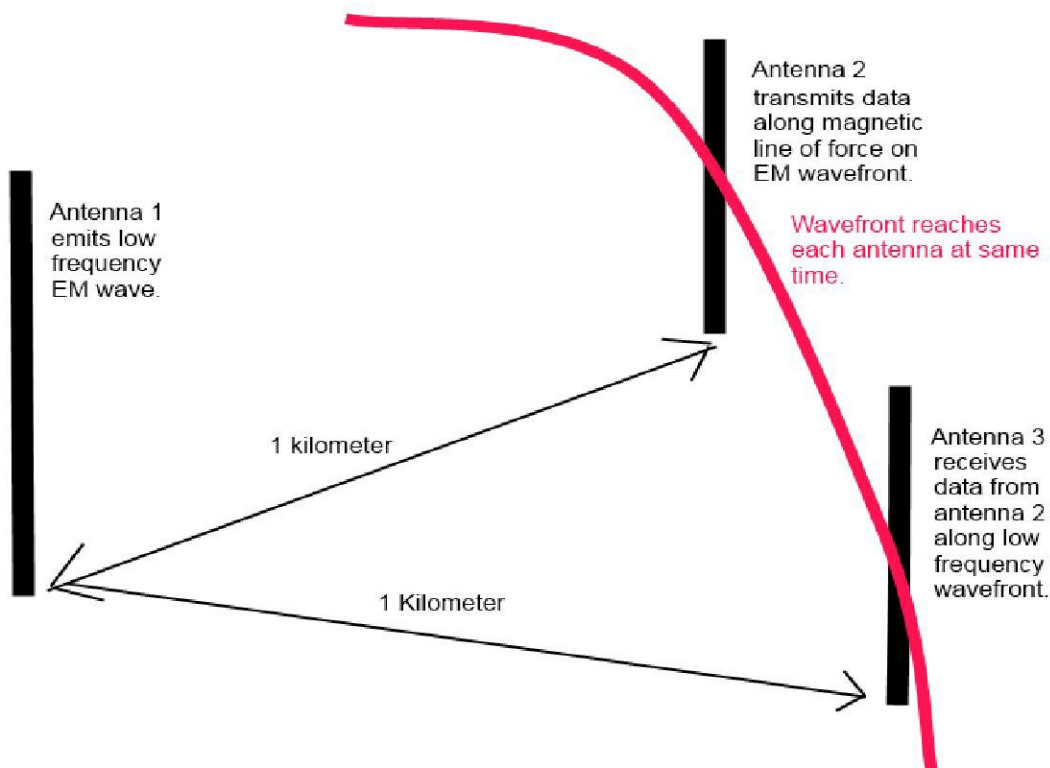 Antenna 1
emits low
frequency
EM wave.
Antenna 2
transmits data
along magnetic
line of force on
EM wavefront.
Wavefront reaches
each antenna at same
time.
1 kilometer
1 Kilometer
Antenna 3
receives
data from
antenna 2
along low
frequency
wavefront.